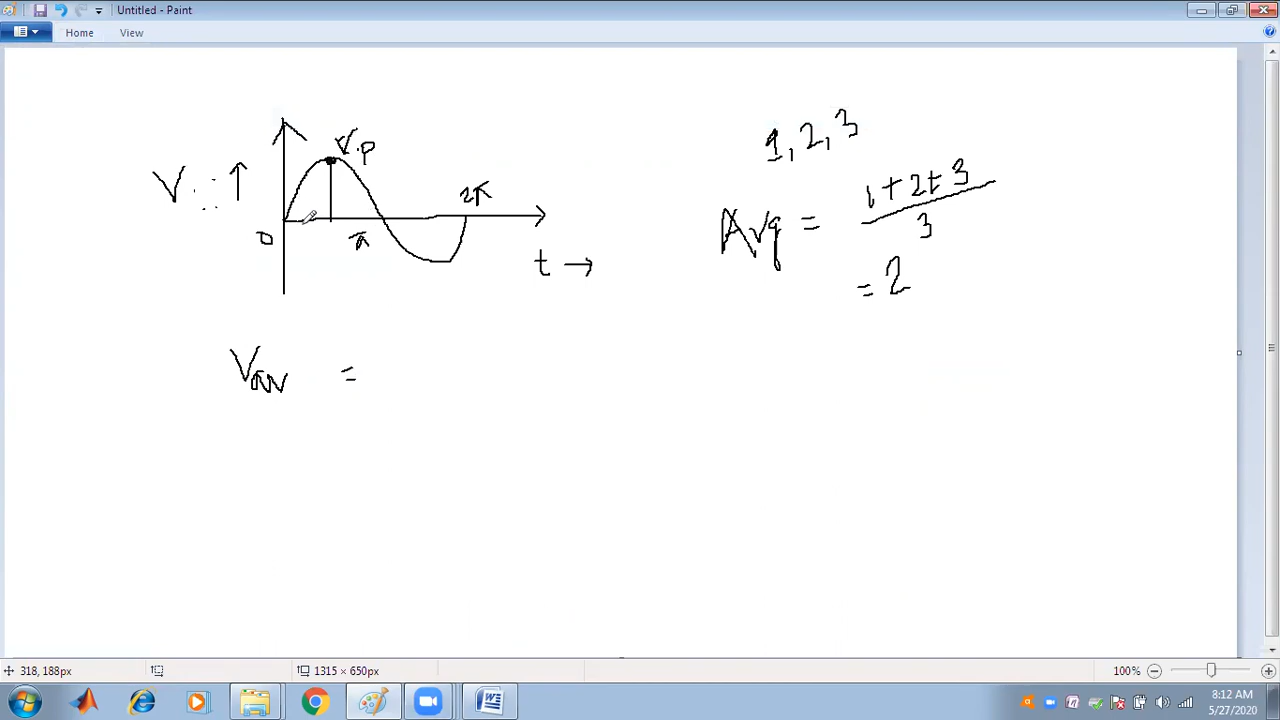 Untitled - Paint
Home View
V.P
V ↑
2π
0
π
t →
1, 2, 3
Avg = 1+2+3
3
= 2
Vav =
318, 188px
1315 × 650px
100%
8:12 AM
5/27/2020